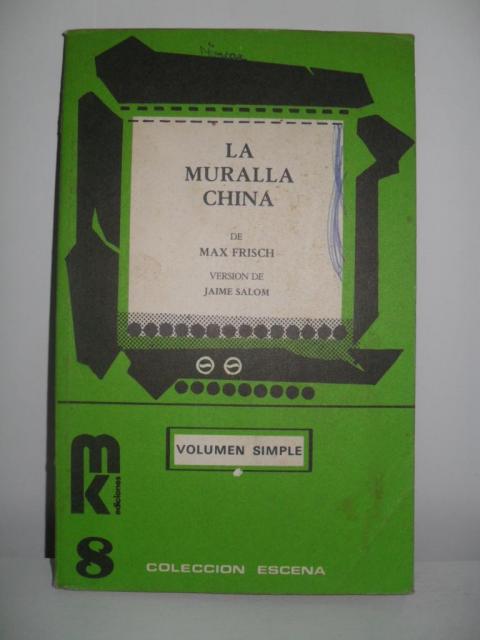 LA
MURALLA
CHINA
DE
MAX FRISCH
VERSION DE
JAIME SALOM
VOLUMEN SIMPLE
mk
ediciones
8
COLECCION ESCENA